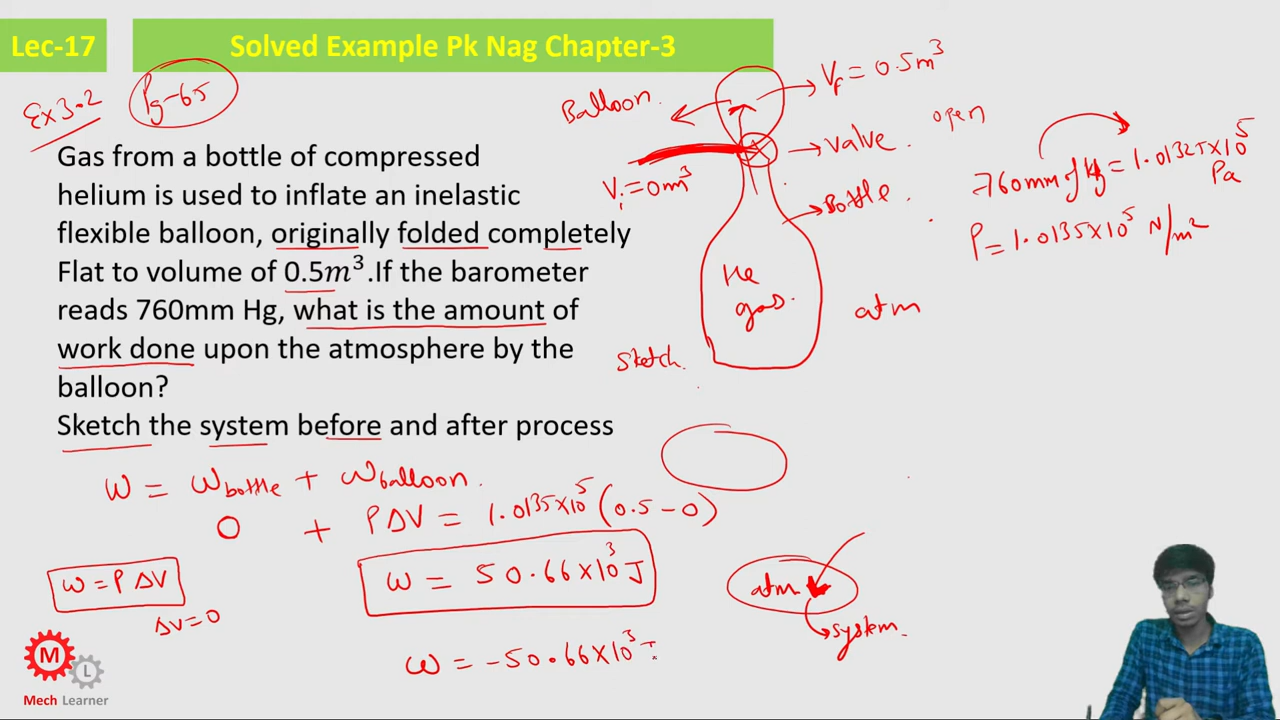 Lec-17
Solved Example Pk Nag Chapter-3
Ex 3.2
Pg-65
Gas from a bottle of compressed
helium is used to inflate an inelastic
flexible balloon, originally folded completely
Flat to volume of 0.5m³.If the barometer
reads 760mm Hg, what is the amount of
work done upon the atmosphere by the
balloon?
Sketch the system before and after process
Balloon.
V_f = 0.5m³
Valve.
open
V_i = 0m³
Bottle.
He
gas.
atm
Sketch.
760mm of Hg = 1.01325×10⁵
Pa
P = 1.0135×10⁵ N/m²
W = W_bottle + W_balloon.
0 + PΔV = 1.0135×10⁵ (0.5-0)
W = PΔV
ΔV=0
W = 50.66×10³ J
W = -50.66×10³ J
atm
system.
M
L
Mech Learner